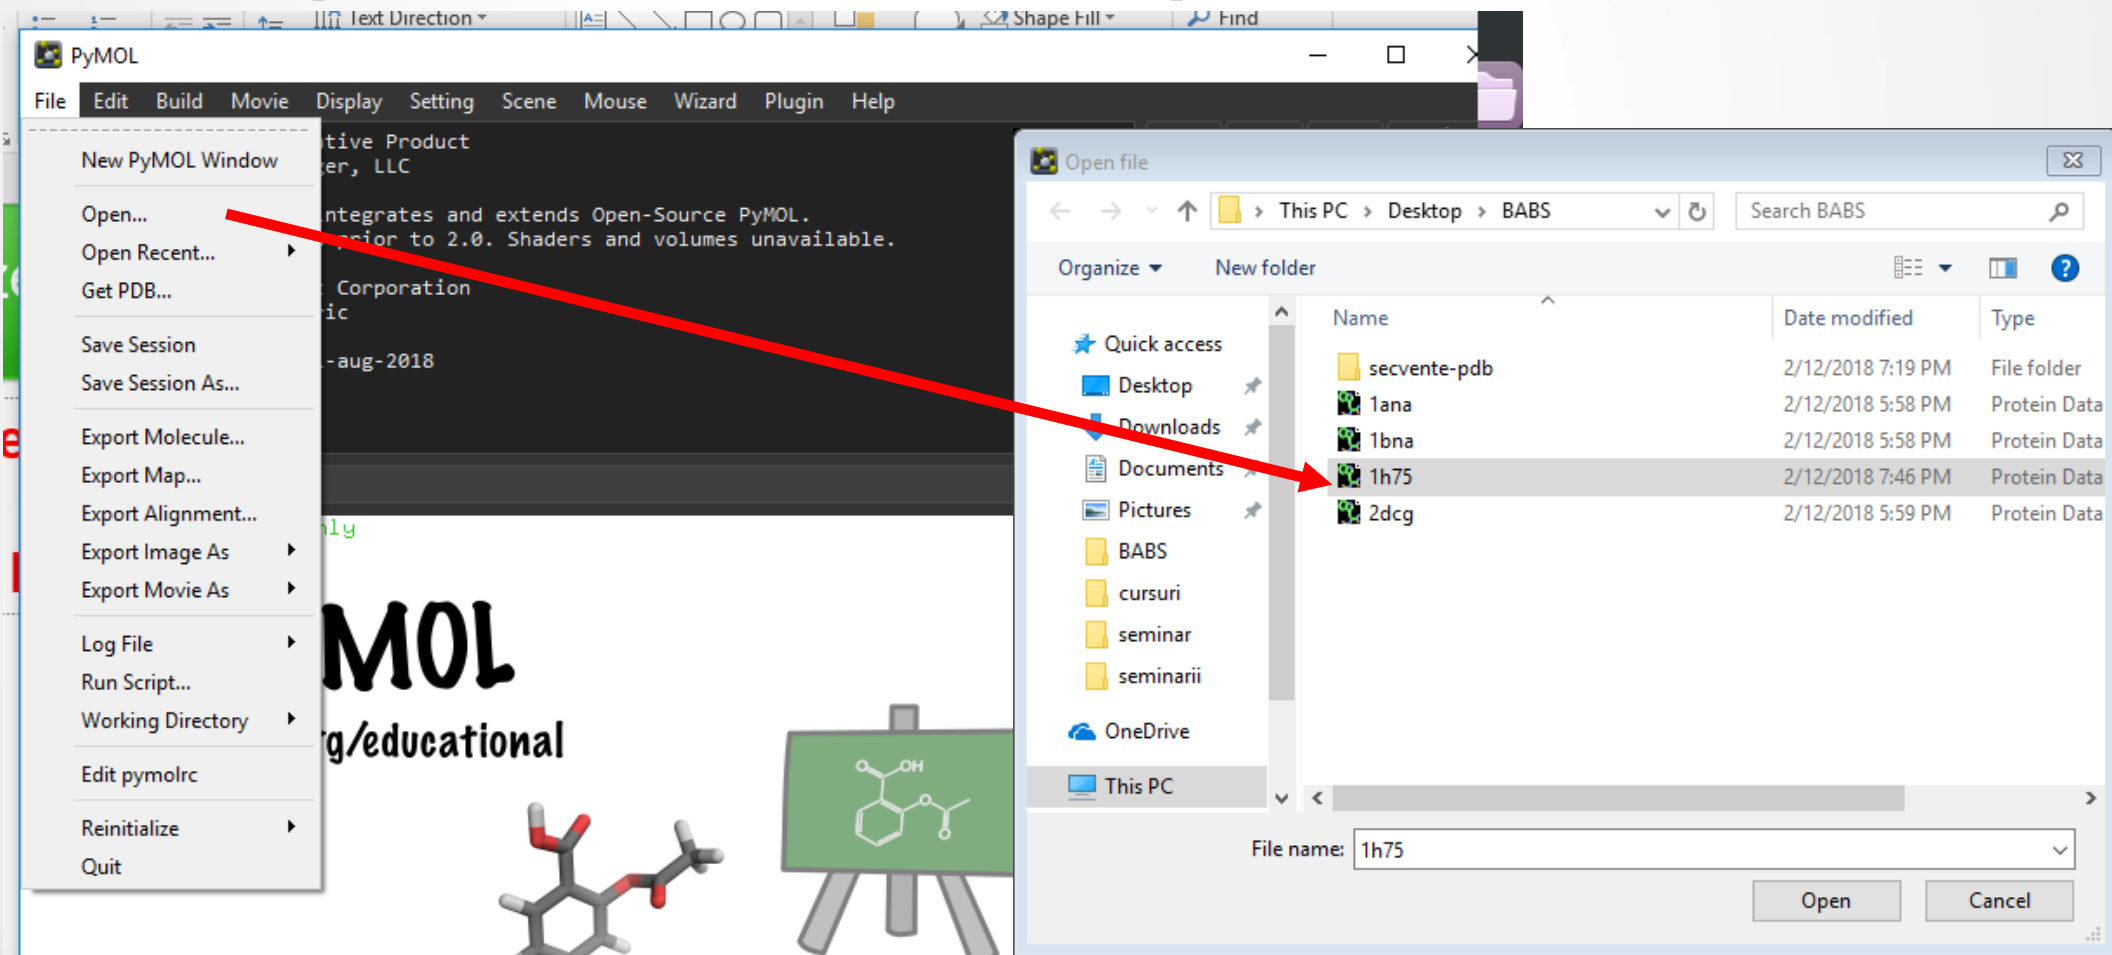 Text Direction
Shape Fill
Find
PyMOL
File Edit Build Movie Display Setting Scene Mouse Wizard Plugin Help
New PyMOL Window
Open...
Open Recent...
Get PDB...
Save Session
Save Session As...
Export Molecule...
Export Map...
Export Alignment...
Export Image As
Export Movie As
Log File
Run Script...
Working Directory
Edit pymolrc
Reinitialize
Quit
Product
LLC
integrates and extends Open-Source PyMOL.
prior to 2.0. Shaders and volumes unavailable.
Corporation
-aug-2018
MOL
/educational
O
OH
O
O
Open file
This PC > Desktop > BABS
Search BABS
Organize
New folder
Quick access
Desktop
Downloads
Documents
Pictures
BABS
cursuri
seminar
seminarii
OneDrive
This PC
Name Date modified Type
secvente-pdb 2/12/2018 7:19 PM File folder
1ana 2/12/2018 5:58 PM Protein Data
1bna 2/12/2018 5:58 PM Protein Data
1h75 2/12/2018 7:46 PM Protein Data
2dcg 2/12/2018 5:59 PM Protein Data
File name: 1h75
Open Cancel